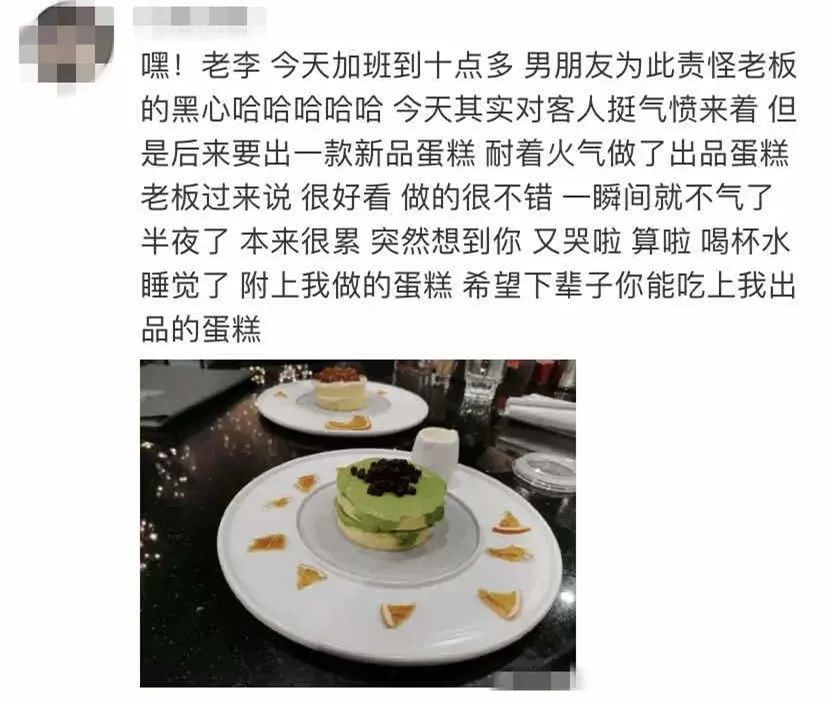 嘿！老李 今天加班到十点多 男朋友为此责怪老板
的黑心哈哈哈哈哈 今天其实对客人挺气愤来着 但
是后来要出一款新品蛋糕 耐着火气做了出品蛋糕
老板过来说 很好看 做的很不错 一瞬间就不气了
半夜了 本来很累 突然想到你 又哭啦 算啦 喝杯水
睡觉了 附上我做的蛋糕 希望下辈子你能吃上我出
品的蛋糕